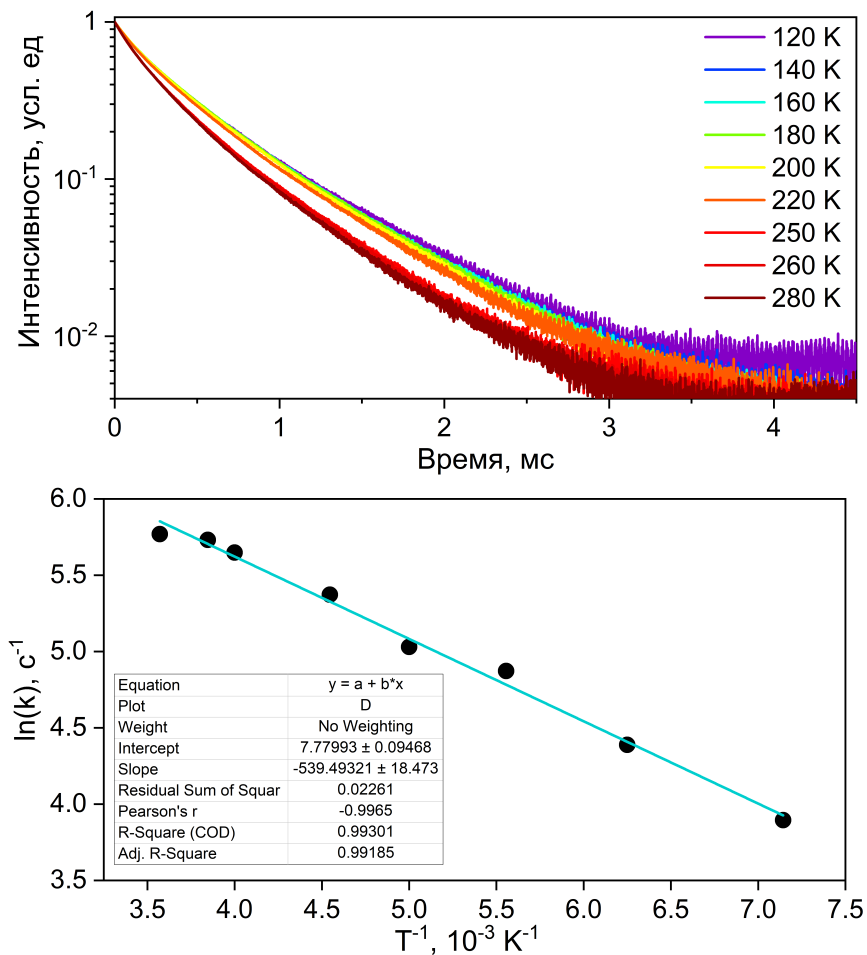 Интенсивность, усл. ед
1
10⁻¹
10⁻²
120 K
140 K
160 K
180 K
200 K
220 K
250 K
260 K
280 K
0 1 2 3 4
Время, мс
ln(k), с⁻¹
6.0
5.5
5.0
4.5
4.0
3.5
Equation y = a + b*x
Plot D
Weight No Weighting
Intercept 7.77993 ± 0.09468
Slope -539.49321 ± 18.473
Residual Sum of Squar 0.02261
Pearson's r -0.9965
R-Square (COD) 0.99301
Adj. R-Square 0.99185
3.5 4.0 4.5 5.0 5.5 6.0 6.5 7.0 7.5
T⁻¹, 10⁻³ K⁻¹